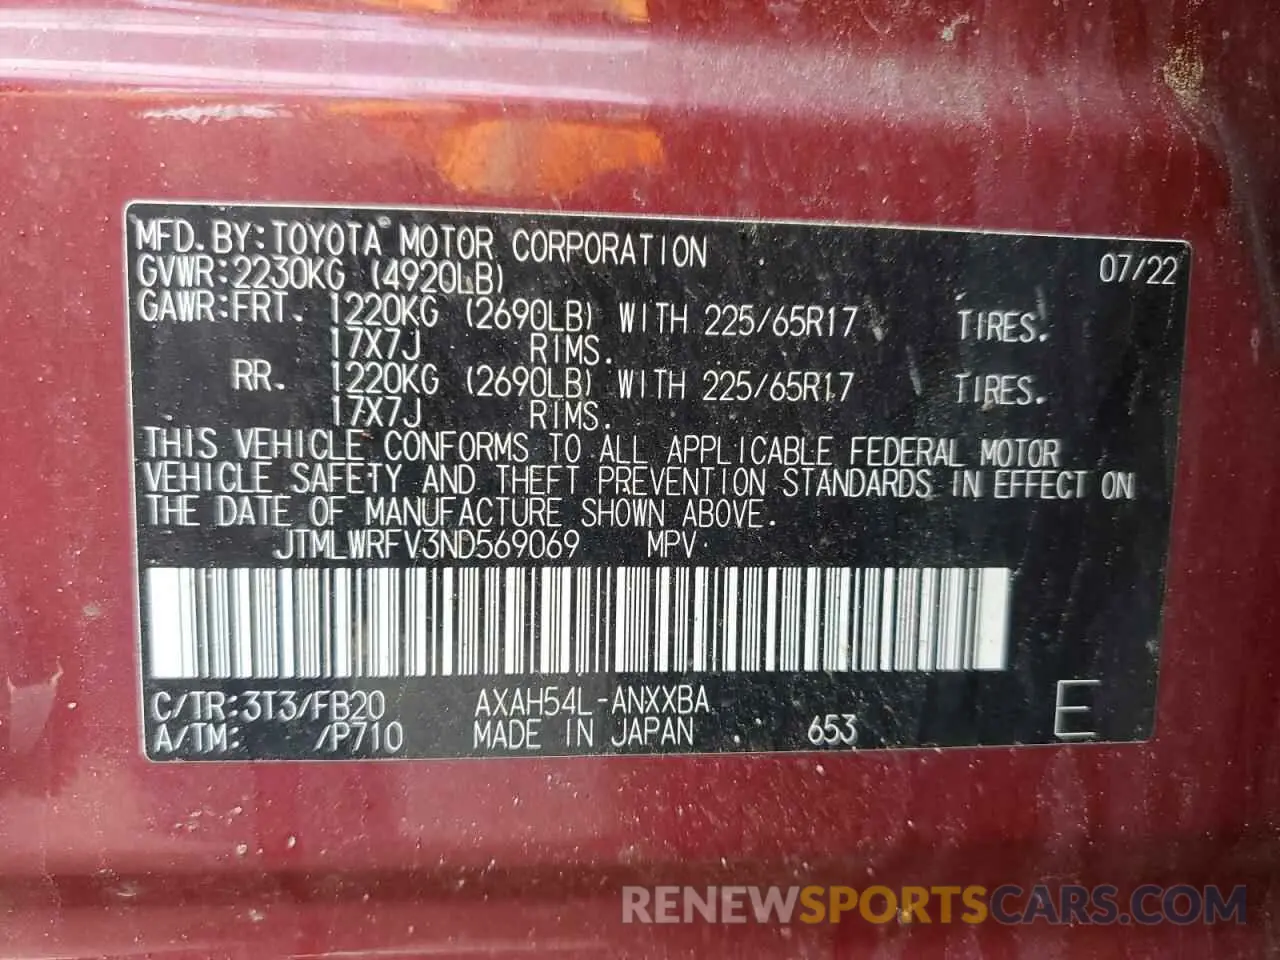 MFD. BY: TOYOTA MOTOR CORPORATION 07/22
GVWR: 2230KG (4920LB)
GAWR: FRT. 1220KG (2690LB) WITH 225/65R17 TIRES.
17X7J RIMS.
RR. 1220KG (2690LB) WITH 225/65R17 TIRES.
17X7J RIMS.
THIS VEHICLE CONFORMS TO ALL APPLICABLE FEDERAL MOTOR
VEHICLE SAFETY AND THEFT PREVENTION STANDARDS IN EFFECT ON
THE DATE OF MANUFACTURE SHOWN ABOVE.
JTMLWRFV3ND569069 MPV
C/TR: 3T3/FB20 AXAH54L-ANXXBA
A/TM: /P710 MADE IN JAPAN 653 E
RENEWSPORTSCARS.COM